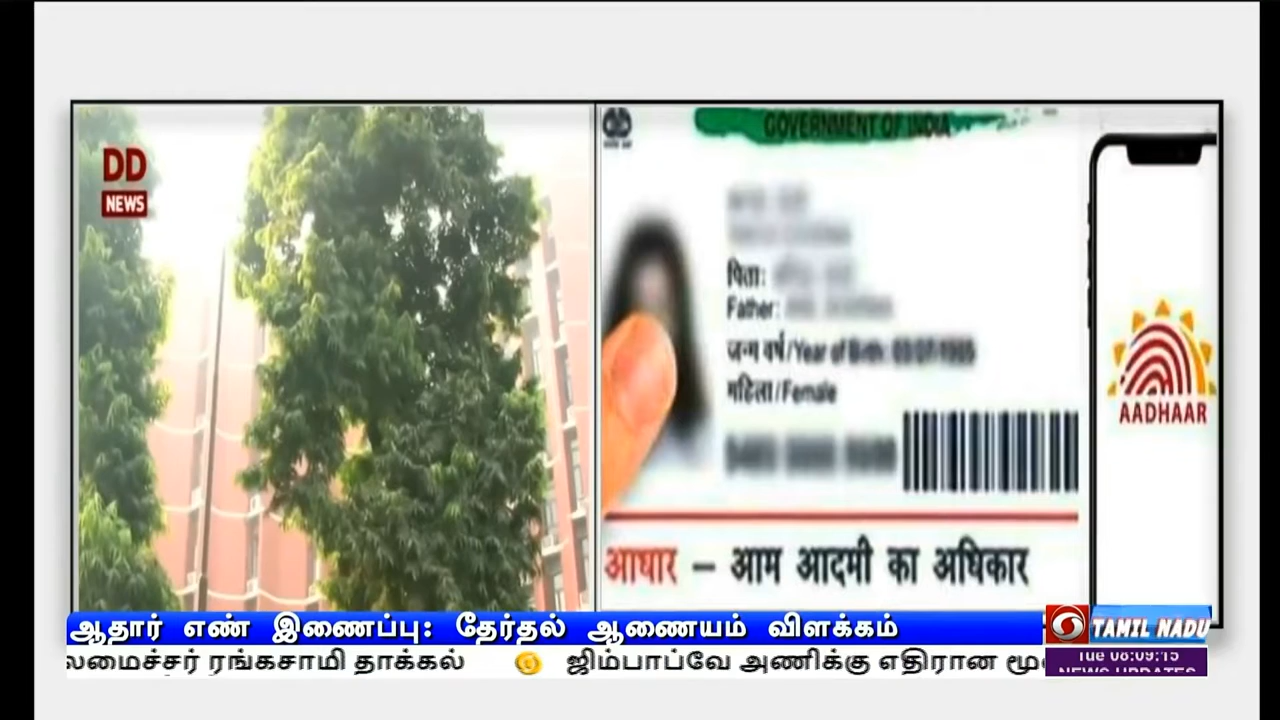 DD
NEWS
GOVERNMENT OF INDIA
पिता:
Father:
जन्म वर्ष/Year of Birth:
महिला/Female
आधार – आम आदमी का अधिकार
AADHAAR
ஆதார் எண் இணைப்பு: தேர்தல் ஆணையம் விளக்கம்
TAMIL NADU
லமைச்சர் ரங்கசாமி தாக்கல் ஜிம்பாப்வே அணிக்கு எதிரான
Tue 08:09:15
NEWS UPDATES